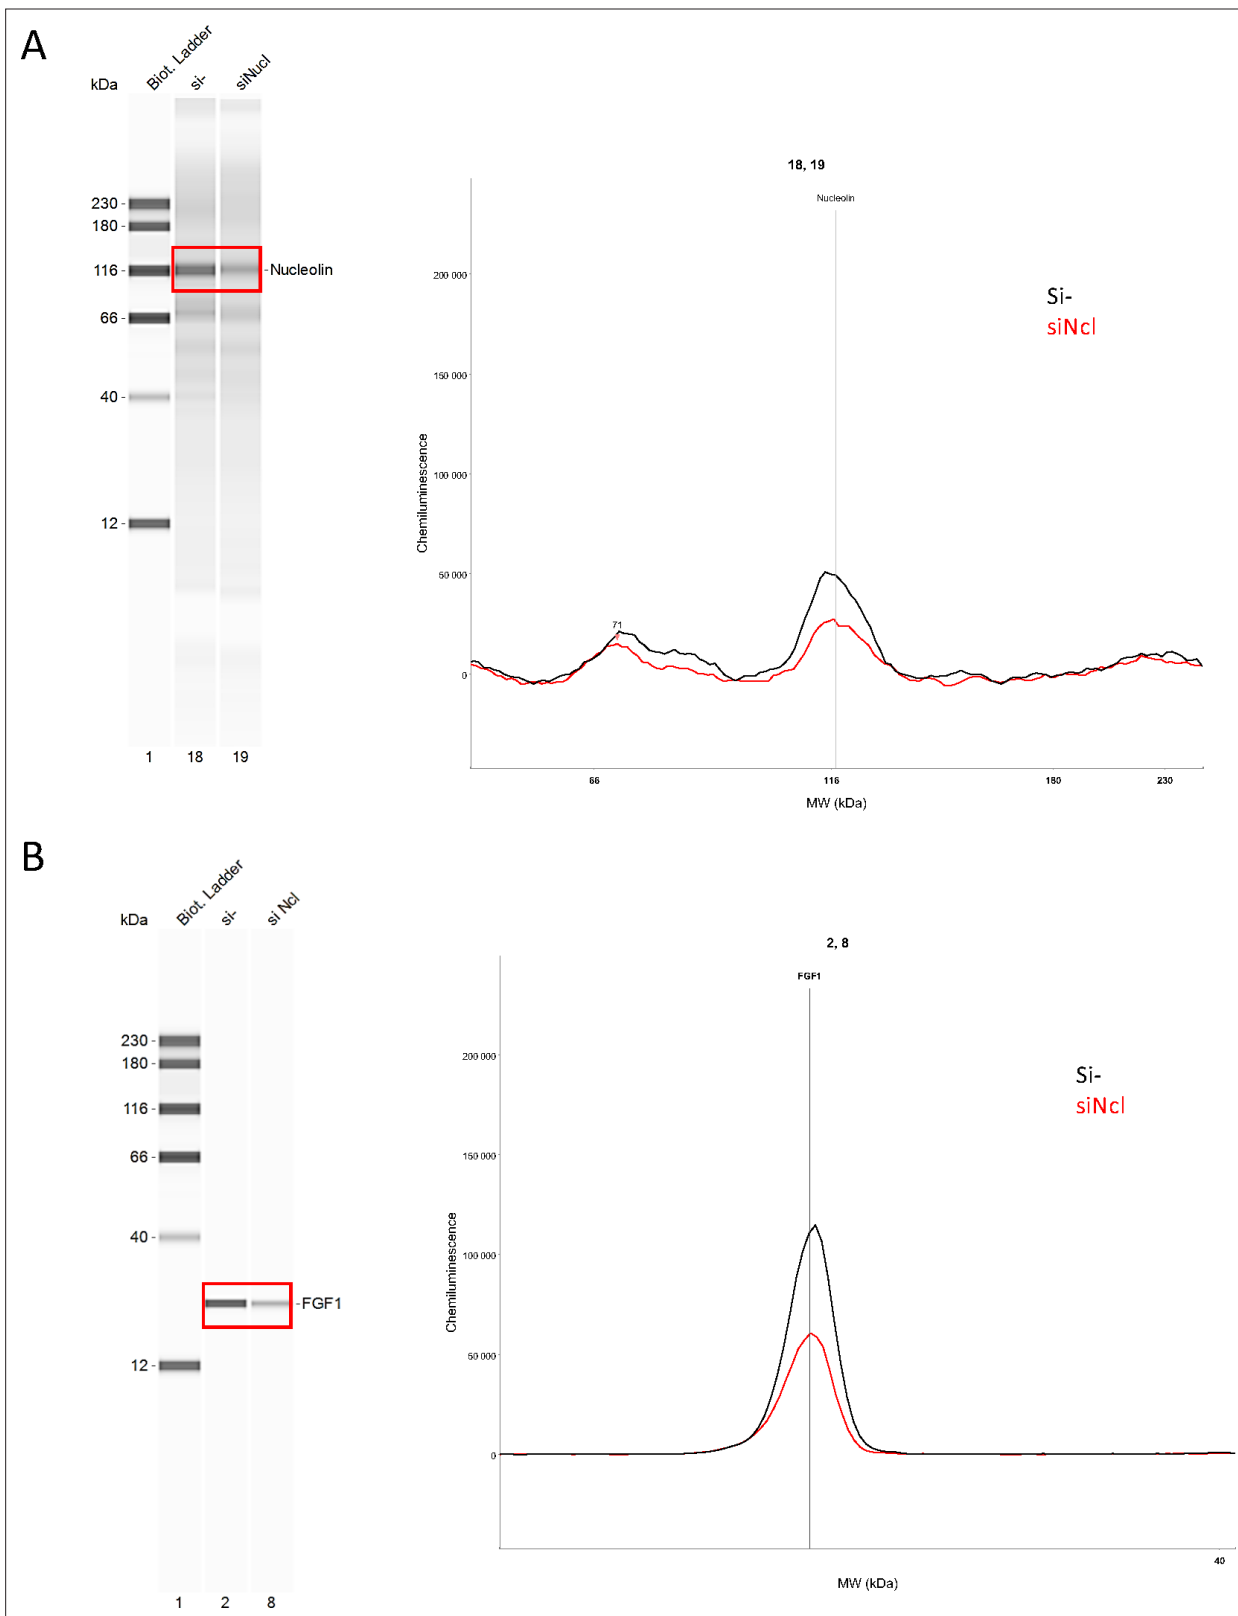 A
kDa
Biot. Ladder
si-
siNucl
230 -
180 -
116 -
66 -
40 -
12 -
-Nucleolin
1 18 19
18, 19
Nucleolin
200 000
150 000
100 000
50 000
0
Chemiluminescence
71
Si-
siNcl
66 116 180 230
MW (kDa)
B
kDa
Biot. Ladder
si-
si Ncl
230 -
180 -
116 -
66 -
40 -
12 -
-FGF1
1 2 8
2, 8
FGF1
200 000
150 000
100 000
50 000
0
Chemiluminescence
Si-
siNcl
40
MW (kDa)